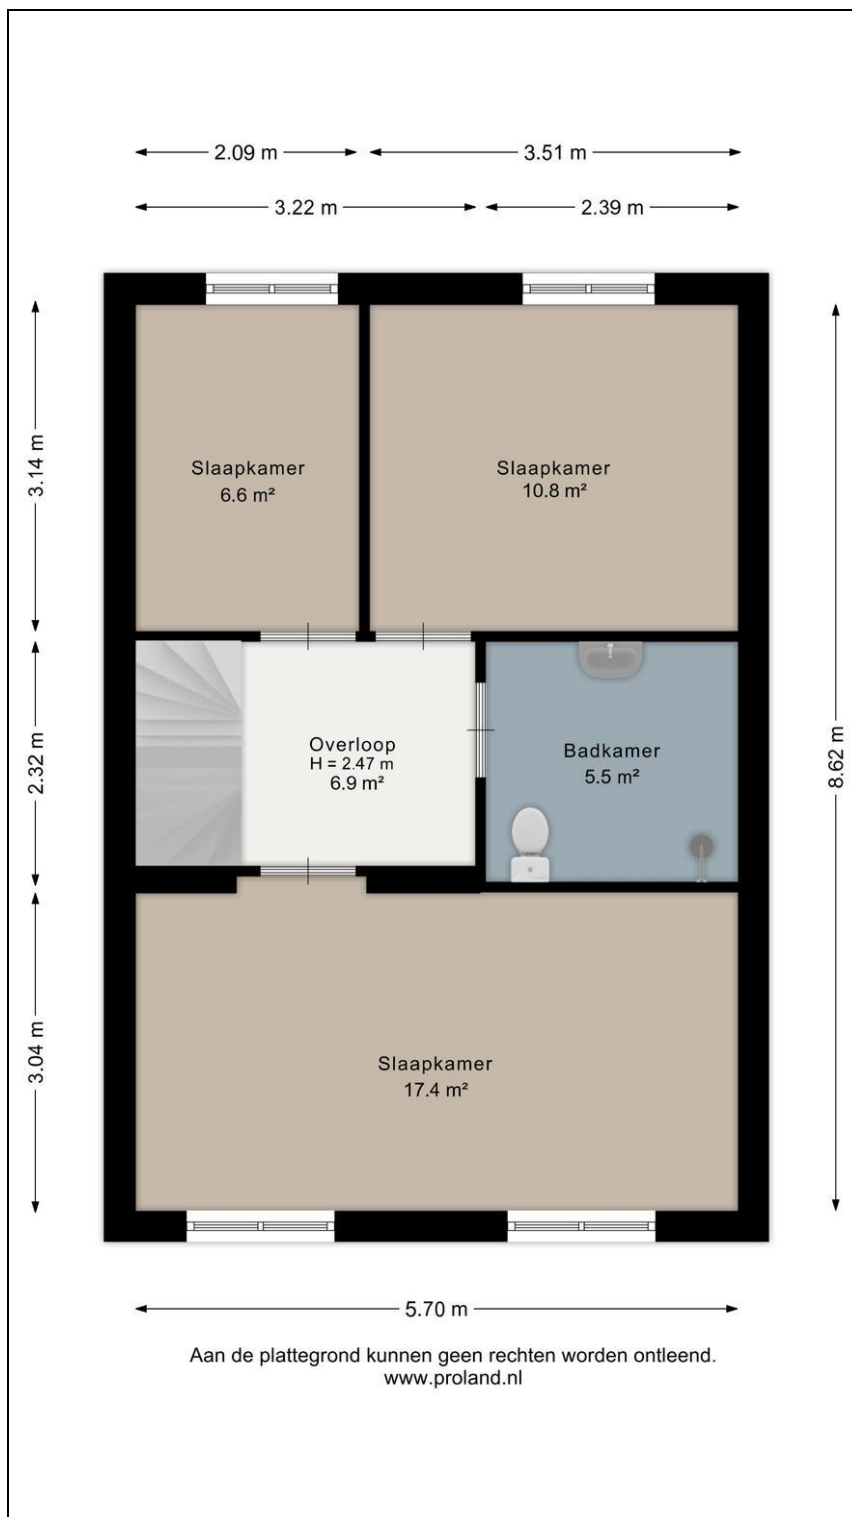 2.09 m
3.51 m
3.22 m
2.39 m
3.14 m
Slaapkamer
6.6 m²
Slaapkamer
10.8 m²
2.32 m
Overloop
H = 2.47 m
6.9 m²
Badkamer
5.5 m²
8.62 m
3.04 m
Slaapkamer
17.4 m²
5.70 m
Aan de plattegrond kunnen geen rechten worden ontleend.
www.proland.nl